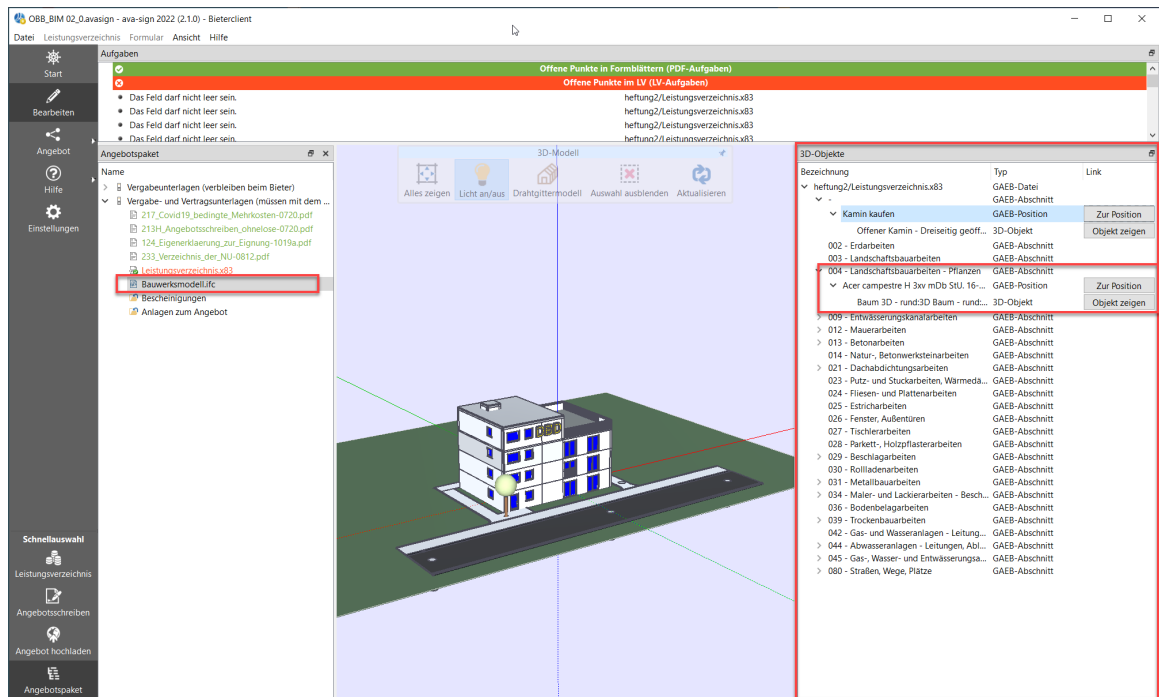 OBB_BIM 02_0.avasign - ava-sign 2022 (2.1.0) - Bieterclient
Datei Leistungsverzeichnis Formular Ansicht Hilfe
Start
Bearbeiten
Angebot
Hilfe
Einstellungen
Schnellauswahl
Leistungsverzeichnis
Angebotsschreiben
Angebot hochladen
Angebotspaket
Aufgaben
Offene Punkte in Formblättern (PDF-Aufgaben)
Offene Punkte im LV (LV-Aufgaben)
Das Feld darf nicht leer sein. heftung2/Leistungsverzeichnis.x83
Das Feld darf nicht leer sein. heftung2/Leistungsverzeichnis.x83
Das Feld darf nicht leer sein. heftung2/Leistungsverzeichnis.x83
Das Feld darf nicht leer sein. heftung2/Leistungsverzeichnis.x83
Angebotspaket
Name
Vergabeunterlagen (verbleiben beim Bieter)
Vergabe- und Vertragsunterlagen (müssen mit dem ...
217_Covid19_bedingte_Mehrkosten-0720.pdf
213H_Angebotsschreiben_ohnelose-0720.pdf
124_Eigenerklaerung_zur_Eignung-1019a.pdf
233_Verzeichnis_der_NU-0812.pdf
Leistungsverzeichnis.x83
Bauwerksmodell.ifc
Bescheinigungen
Anlagen zum Angebot
3D-Modell
Alles zeigen Licht an/aus Drahtgittermodell Auswahl ausblenden Aktualisieren
3D-Objekte
Bezeichnung Typ Link
heftung2/Leistungsverzeichnis.x83 GAEB-Datei
- GAEB-Abschnitt
Kamin kaufen GAEB-Position Zur Position
Offener Kamin - Dreiseitig geöff... 3D-Objekt Objekt zeigen
002 - Erdarbeiten GAEB-Abschnitt
003 - Landschaftsbauarbeiten GAEB-Abschnitt
004 - Landschaftsbauarbeiten - Pflanzen GAEB-Abschnitt
Acer campestre H 3xv mDb StU. 16-... GAEB-Position Zur Position
Baum 3D - rund:3D Baum - rund:... 3D-Objekt Objekt zeigen
009 - Entwässerungskanalarbeiten GAEB-Abschnitt
012 - Mauerarbeiten GAEB-Abschnitt
013 - Betonarbeiten GAEB-Abschnitt
014 - Natur-, Betonwerksteinarbeiten GAEB-Abschnitt
021 - Dachabdichtungsarbeiten GAEB-Abschnitt
023 - Putz- und Stuckarbeiten, Wärmedä... GAEB-Abschnitt
024 - Fliesen- und Plattenarbeiten GAEB-Abschnitt
025 - Estricharbeiten GAEB-Abschnitt
026 - Fenster, Außentüren GAEB-Abschnitt
027 - Tischlerarbeiten GAEB-Abschnitt
028 - Parkett-, Holzpflasterarbeiten GAEB-Abschnitt
029 - Beschlagarbeiten GAEB-Abschnitt
030 - Rollladenarbeiten GAEB-Abschnitt
031 - Metallbauarbeiten GAEB-Abschnitt
034 - Maler- und Lackierarbeiten - Besch... GAEB-Abschnitt
036 - Bodenbelagarbeiten GAEB-Abschnitt
039 - Trockenbauarbeiten GAEB-Abschnitt
042 - Gas- und Wasseranlagen - Leitung... GAEB-Abschnitt
044 - Abwasseranlagen - Leitungen, Abl... GAEB-Abschnitt
045 - Gas-, Wasser- und Entwässerungsa... GAEB-Abschnitt
080 - Straßen, Wege, Plätze GAEB-Abschnitt